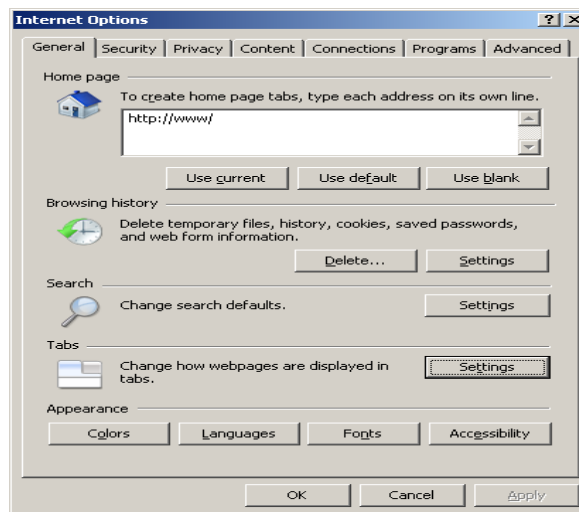 Internet Options
General Security Privacy Content Connections Programs Advanced
Home page
To create home page tabs, type each address on its own line.
http://www/
Use current Use default Use blank
Browsing history
Delete temporary files, history, cookies, saved passwords,
and web form information.
Delete... Settings
Search
Change search defaults. Settings
Tabs
Change how webpages are displayed in
tabs.
Settings
Appearance
Colors Languages Fonts Accessibility
OK Cancel Apply